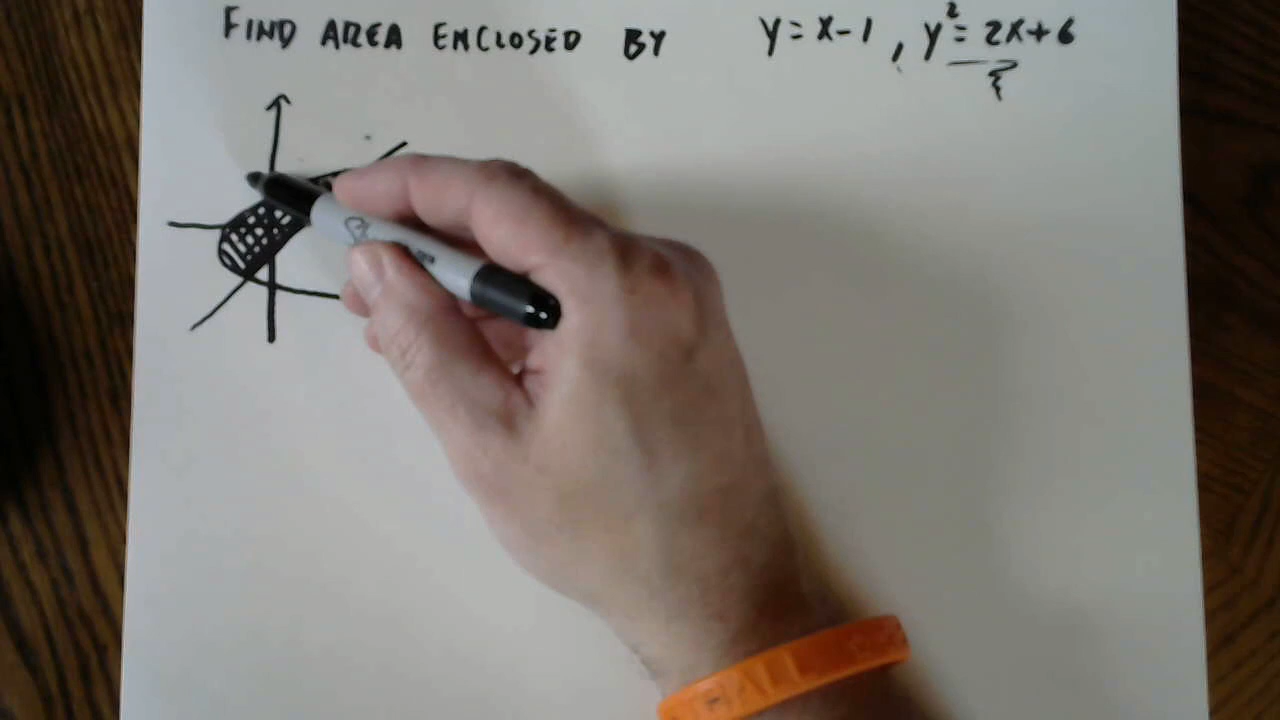 FIND AREA ENCLOSED BY y = x - 1 , y² = 2x + 6